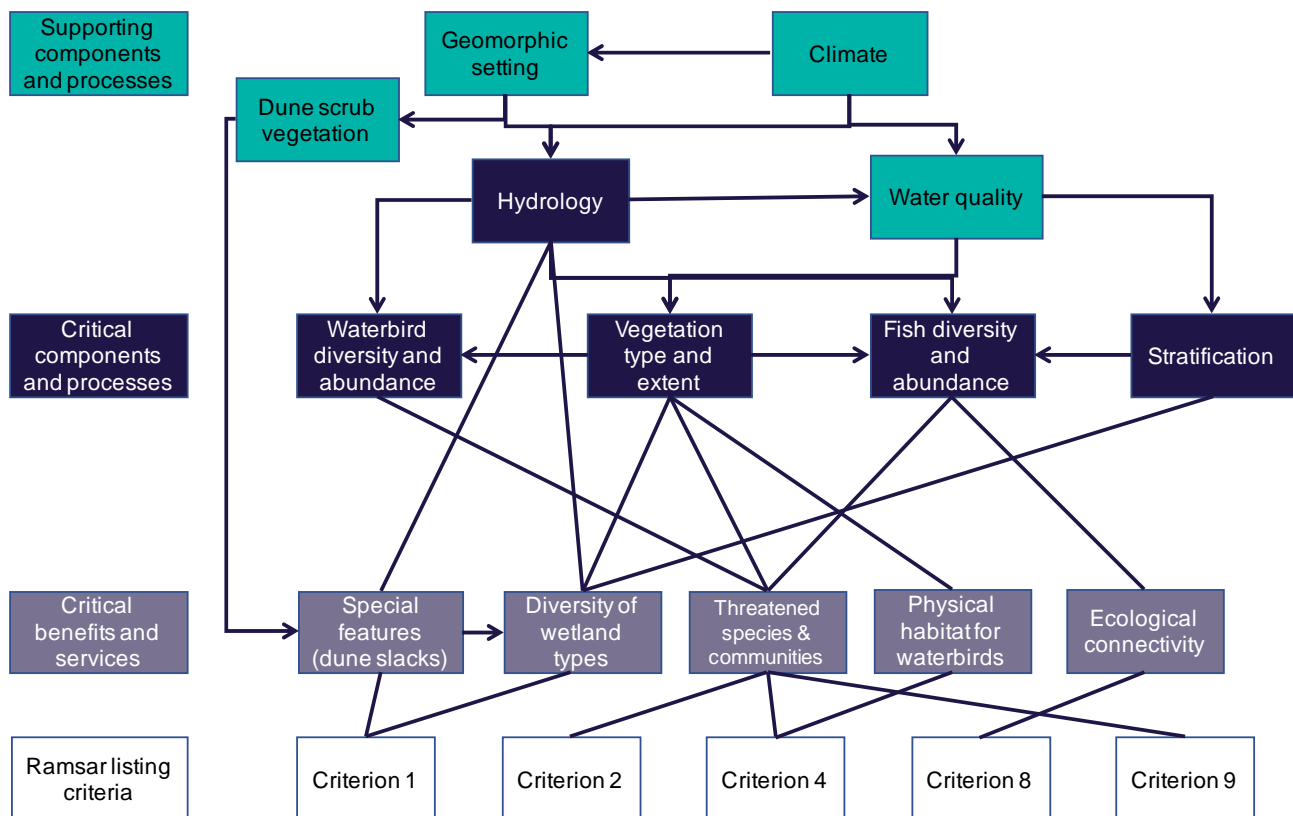 Supporting
components
and processes
Geomorphic
setting
Climate
Dune scrub
vegetation
Hydrology
Water quality
Critical
components
and processes
Waterbird
diversity and
abundance
Vegetation
type and
extent
Fish diversity
and
abundance
Stratification
Critical
benefits and
services
Special
features
(dune slacks)
Diversity of
wetland
types
Threatened
species &
communities
Physical
habitat for
waterbirds
Ecological
connectivity
Ramsar listing
criteria
Criterion 1
Criterion 2
Criterion 4
Criterion 8
Criterion 9